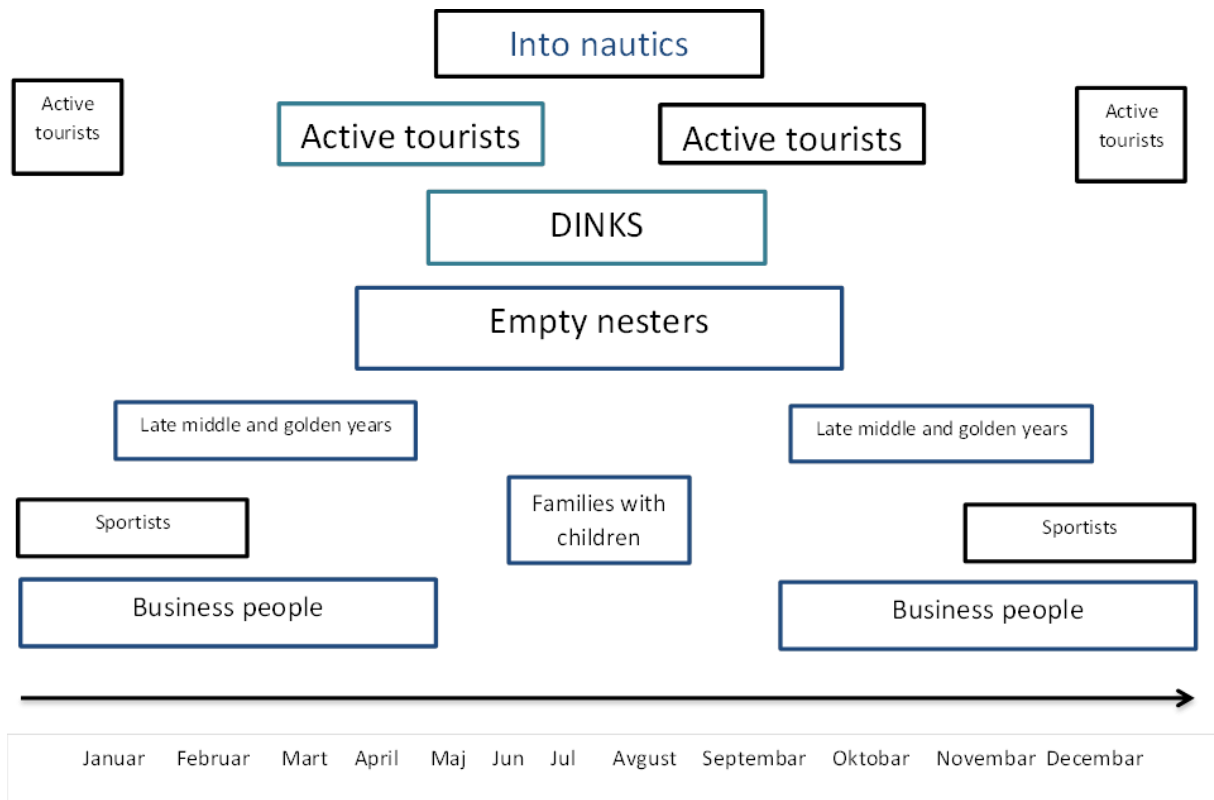 Into nautics
Active
tourists
Active tourists
Active tourists
Active
tourists
DINKS
Empty nesters
Late middle and golden years
Late middle and golden years
Sportists
Families with
children
Sportists
Business people
Business people
Januar Februar Mart April Maj Jun Jul Avgust Septembar Oktobar Novembar Decembar